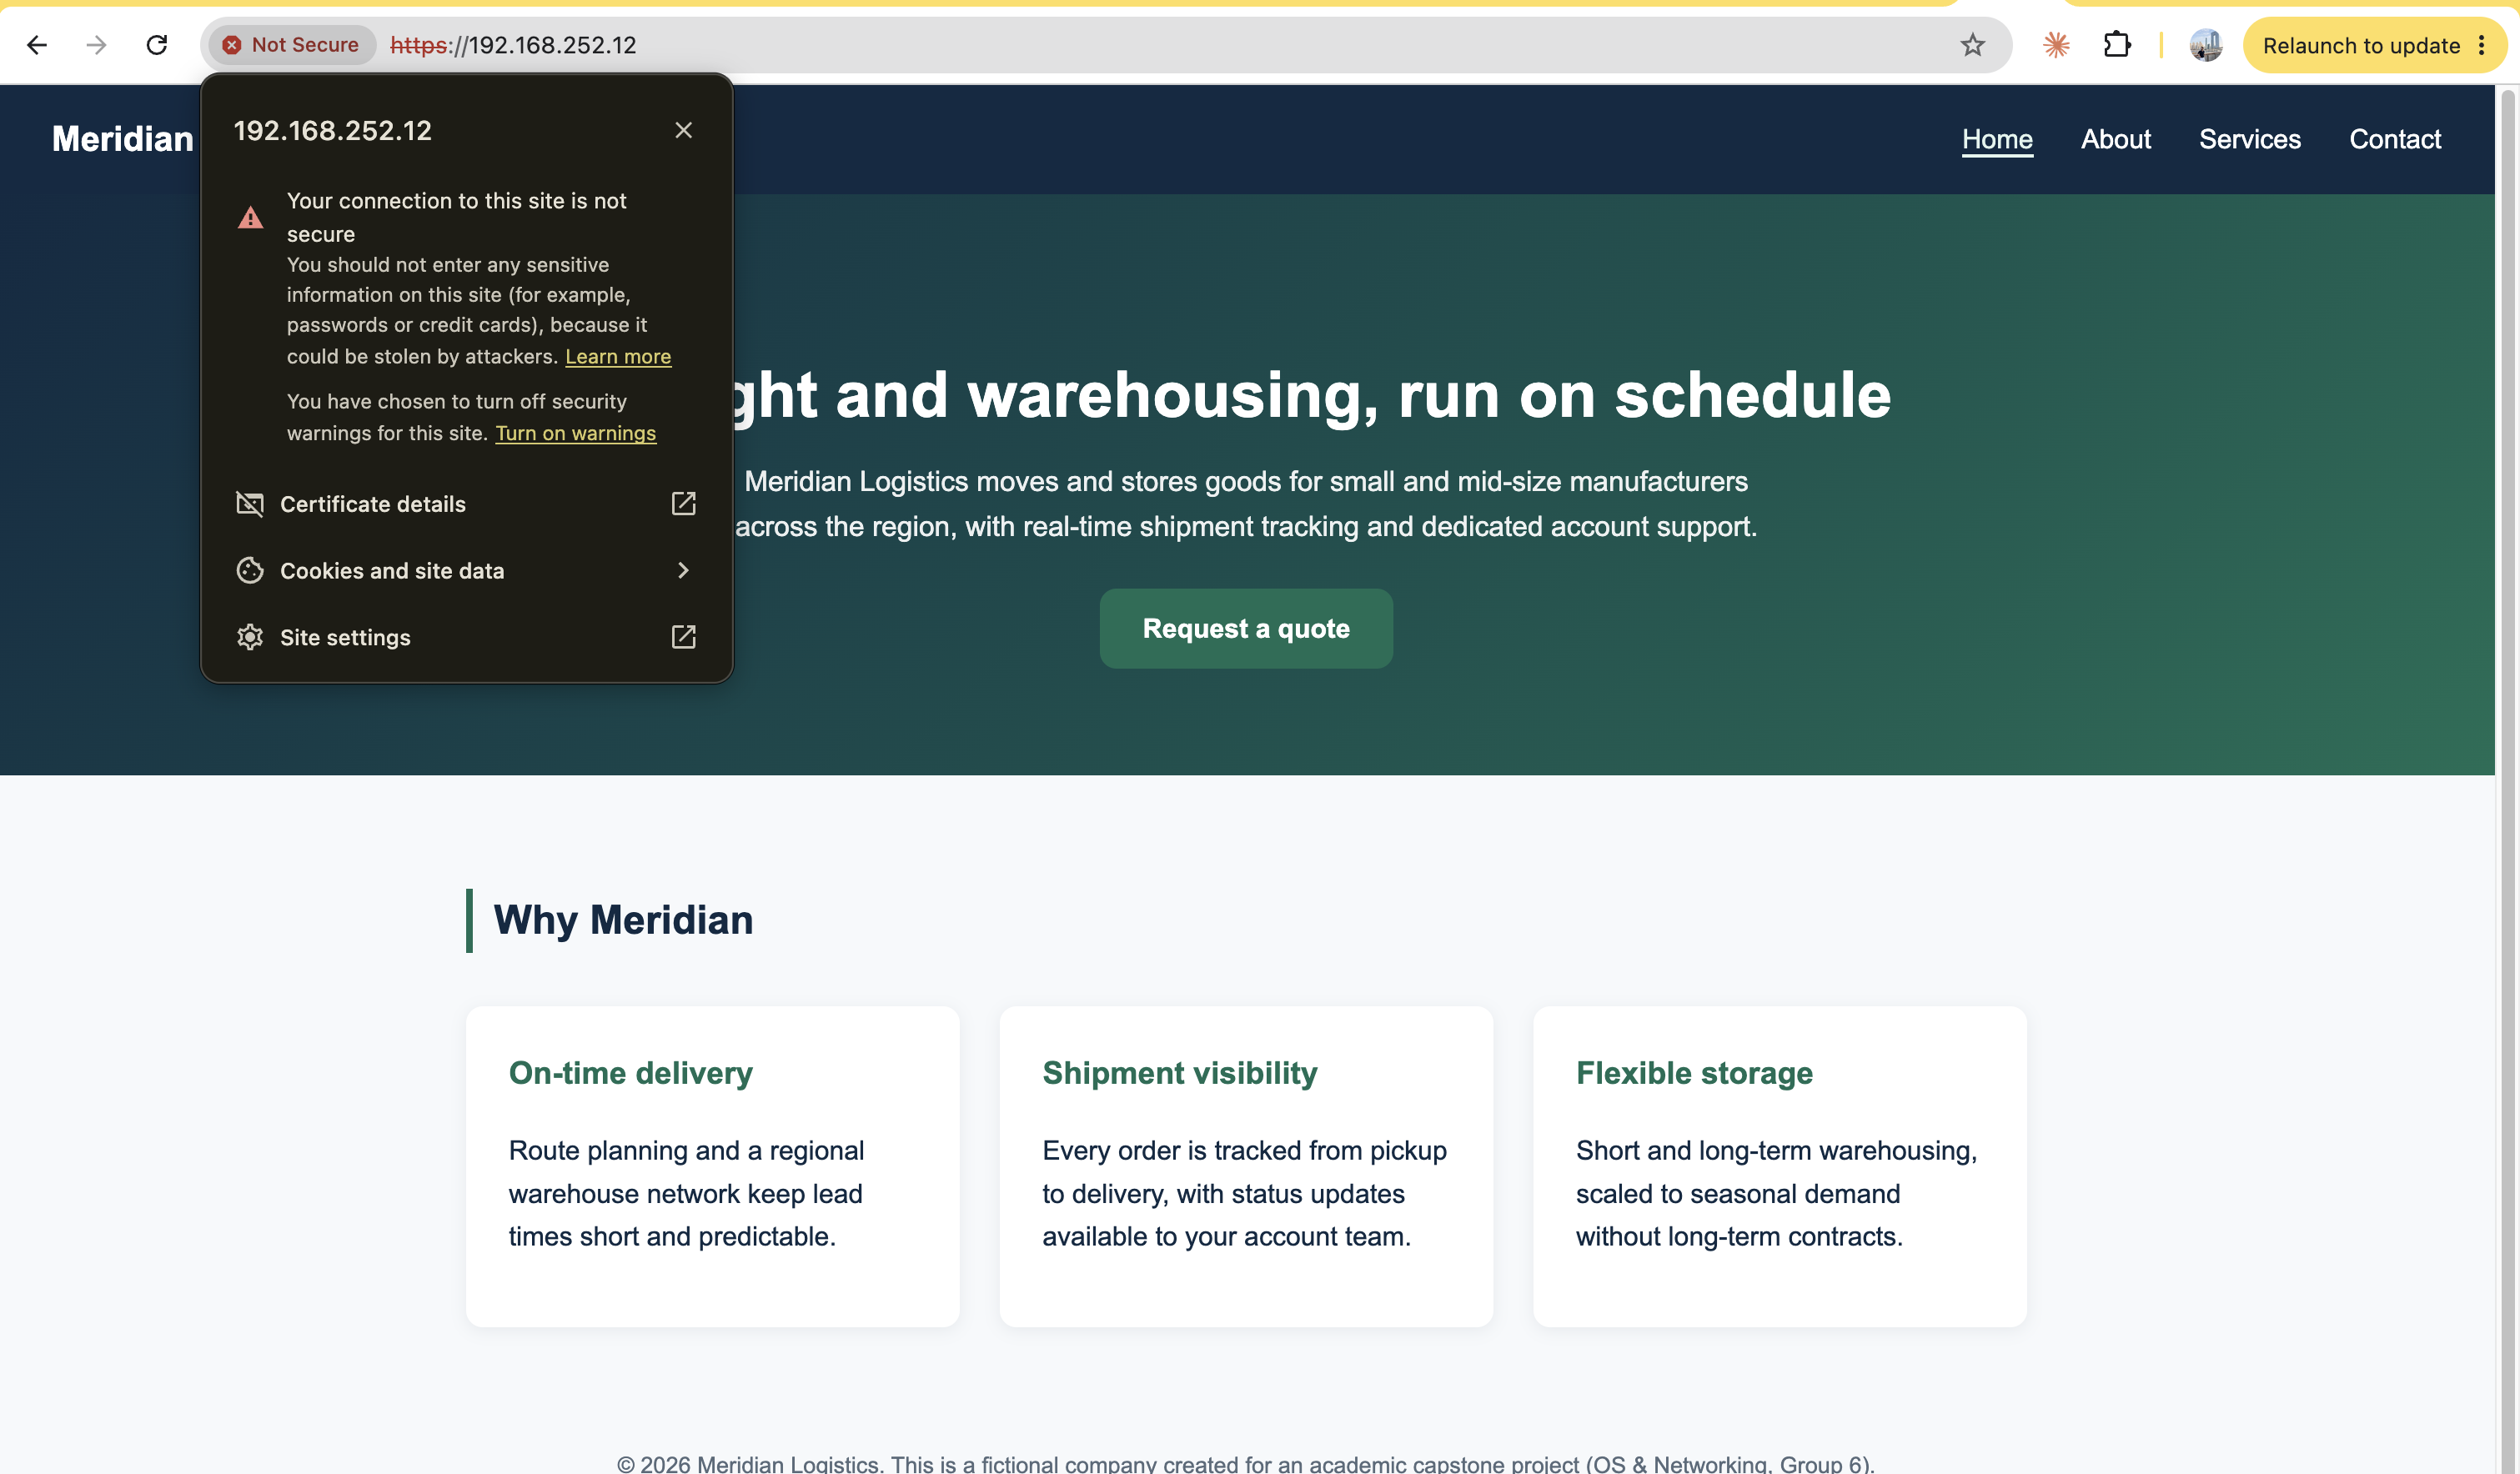 Not Secure
https://192.168.252.12
Relaunch to update
192.168.252.12
Your connection to this site is not
secure
You should not enter any sensitive
information on this site (for example,
passwords or credit cards), because it
could be stolen by attackers. Learn more
You have chosen to turn off security
warnings for this site. Turn on warnings
Certificate details
Cookies and site data
Site settings
Meridian
Home
About
Services
Contact
ght and warehousing, run on schedule
Meridian Logistics moves and stores goods for small and mid-size manufacturers
across the region, with real-time shipment tracking and dedicated account support.
Request a quote
Why Meridian
On-time delivery
Route planning and a regional
warehouse network keep lead
times short and predictable.
Shipment visibility
Every order is tracked from pickup
to delivery, with status updates
available to your account team.
Flexible storage
Short and long-term warehousing,
scaled to seasonal demand
without long-term contracts.
© 2026 Meridian Logistics. This is a fictional company created for an academic capstone project (OS & Networking, Group 6).